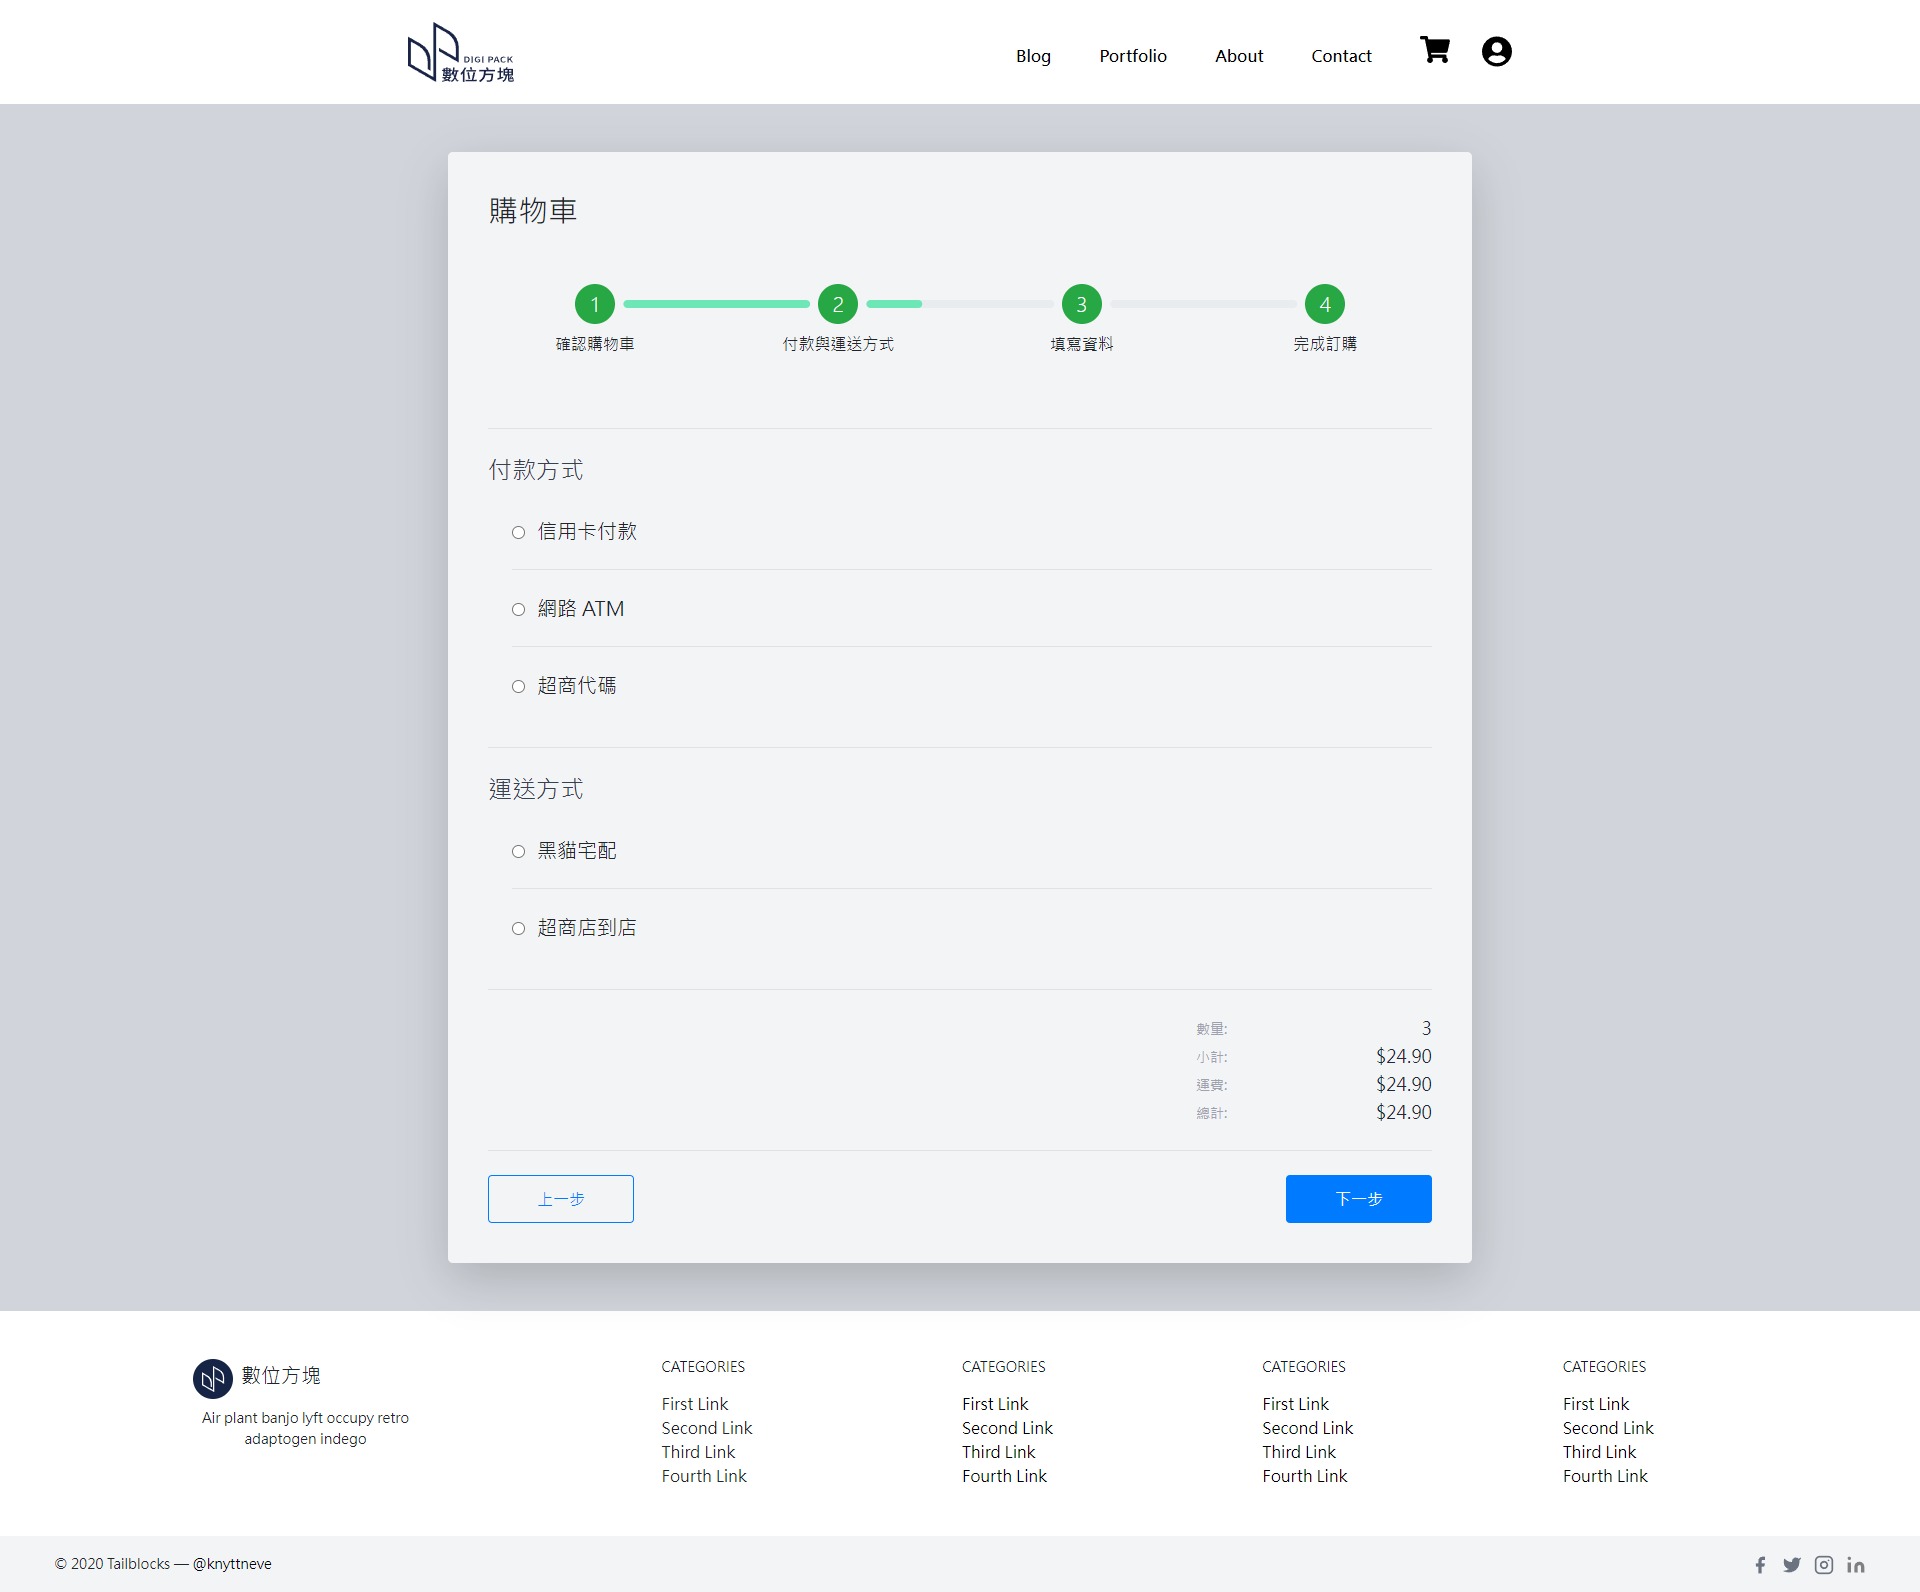 DIGI PACK
數位方塊
Blog
Portfolio
About
Contact
購物車
1
2
3
4
確認購物車
付款與運送方式
填寫資料
完成訂購
付款方式
信用卡付款
網路 ATM
超商代碼
運送方式
黑貓宅配
超商店到店
數量: 3
小計: $24.90
運費: $24.90
總計: $24.90
上一步
下一步
數位方塊
Air plant banjo lyft occupy retro
adaptogen indego
CATEGORIES
First Link
Second Link
Third Link
Fourth Link
CATEGORIES
First Link
Second Link
Third Link
Fourth Link
CATEGORIES
First Link
Second Link
Third Link
Fourth Link
CATEGORIES
First Link
Second Link
Third Link
Fourth Link
© 2020 Tailblocks — @knyttneve